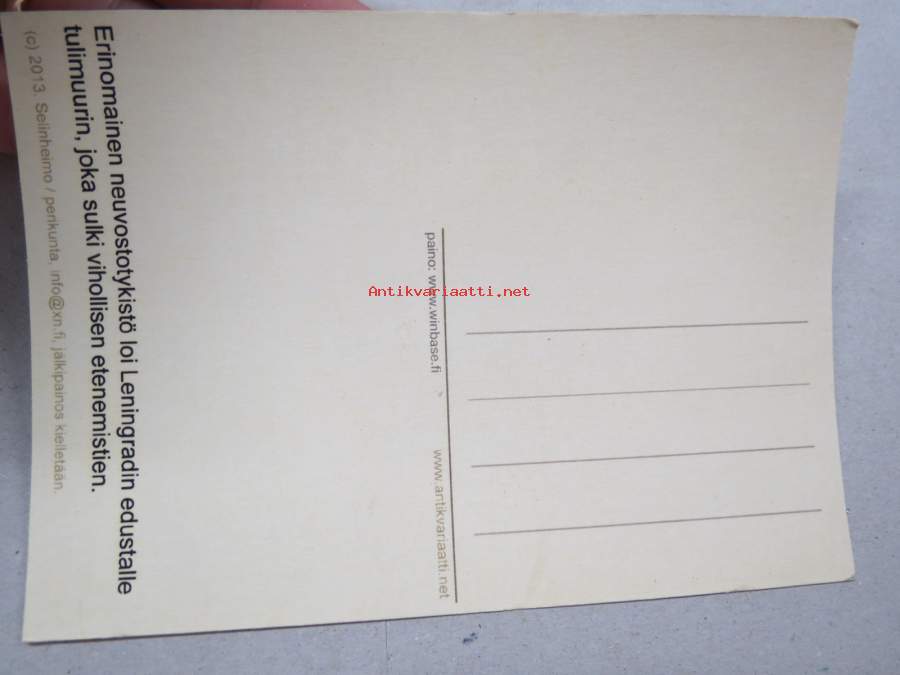 Erinomainen neuvostotykistö loi Leningradin edustalle
tulimuurin, joka sulki vihollisen etenemistien.
(c) 2013, Selinheimo / perikunta, info@xn.fi, jälkipainos kielletään.
paino: www.winbase.fi
www.antikvariaatti.net
Antikvariaatti.net